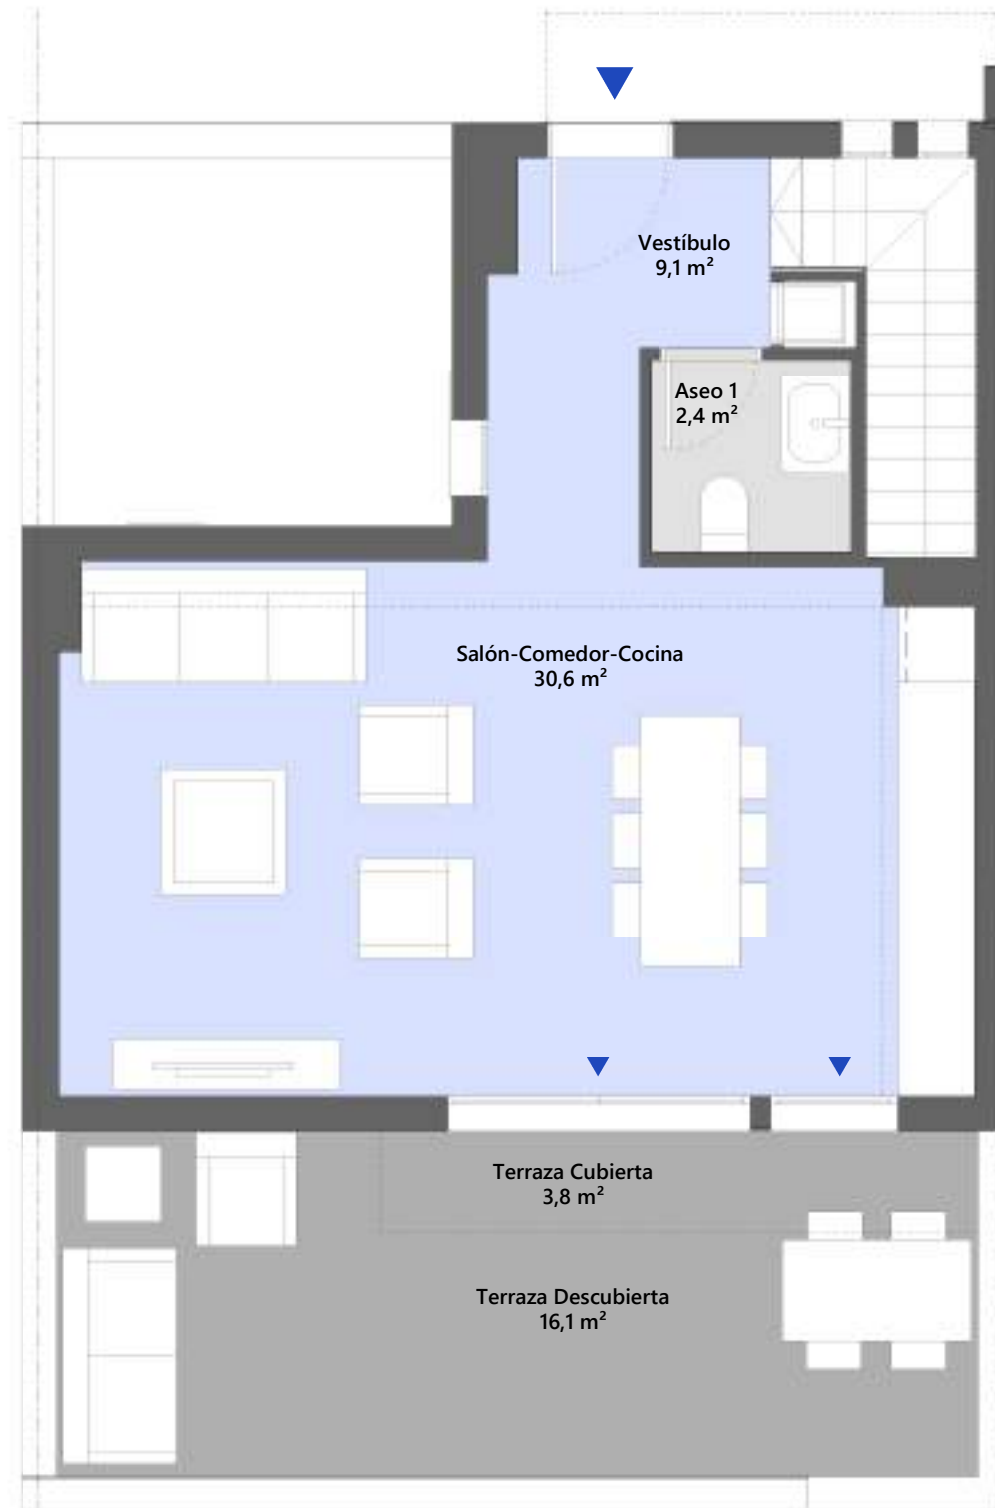 Vestíbulo
9,1 m²
Aseo 1
2,4 m²
Salón-Comedor-Cocina
30,6 m²
Terraza Cubierta
3,8 m²
Terraza Descubierta
16,1 m²